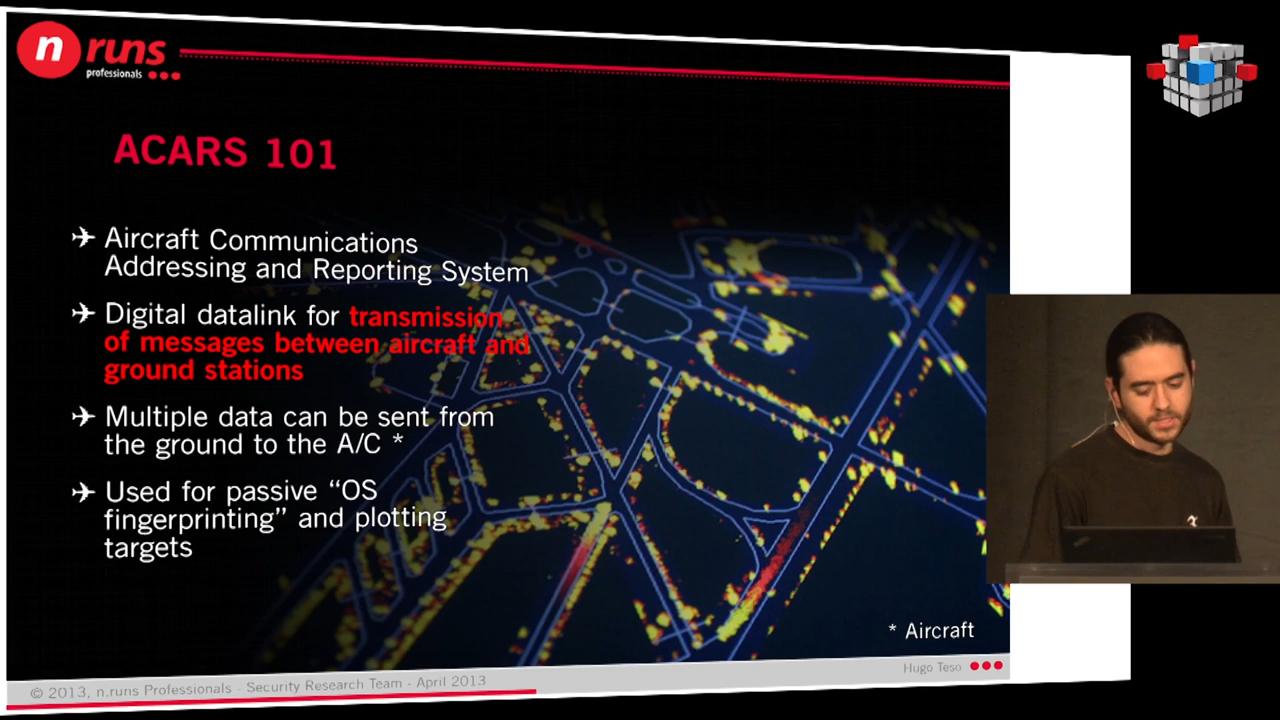 n runs
professionals
ACARS 101
Aircraft Communications
Addressing and Reporting System
Digital datalink for transmission
of messages between aircraft and
ground stations
Multiple data can be sent from
the ground to the A/C *
Used for passive “OS
fingerprinting” and plotting
targets
* Aircraft
Hugo Teso
© 2013, n.runs Professionals - Security Research Team - April 2013